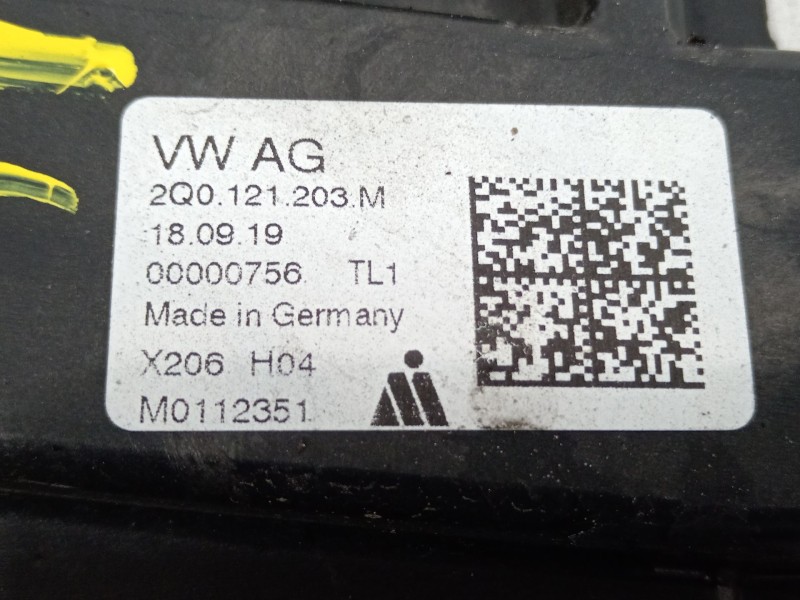 VW AG
2Q0.121.203.M
18.09.19
00000756 TL1
Made in Germany
X206 H04
M0112351